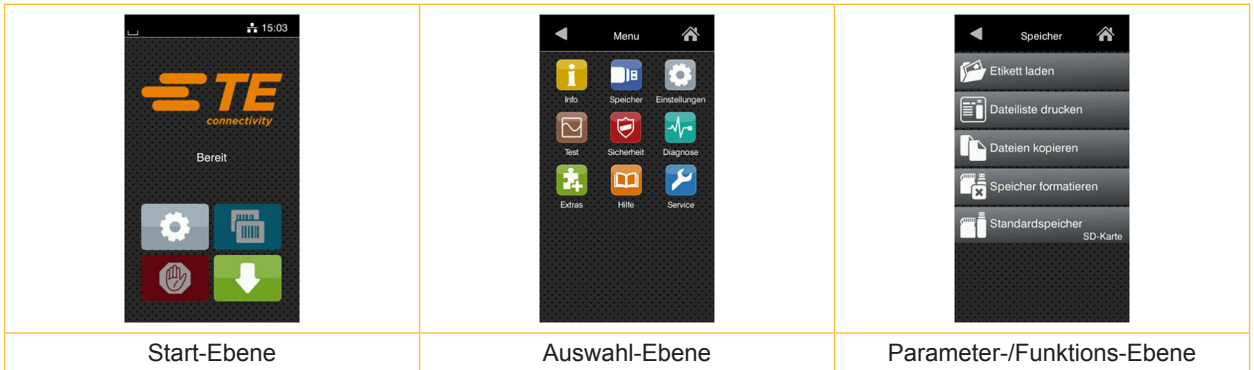 15:03
TE
connectivity
Bereit
Start-Ebene
Menu
Info Speicher Einstellungen
Test Sicherheit Diagnose
Extras Hilfe Service
Auswahl-Ebene
Speicher
Etikett laden
Dateiliste drucken
Dateien kopieren
Speicher formatieren
Standardspeicher
SD-Karte
Parameter-/Funktions-Ebene